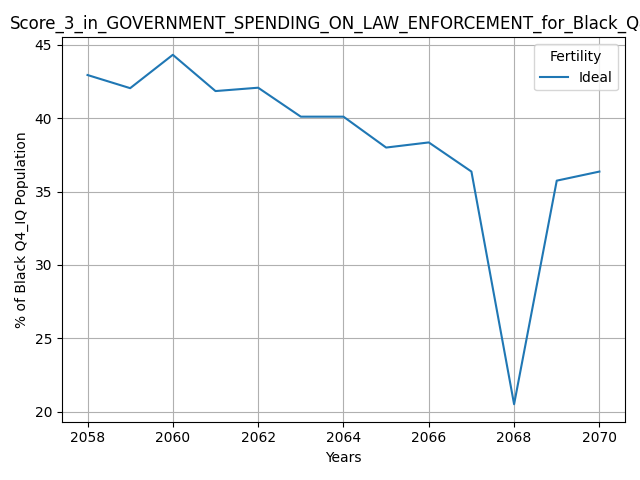 Score_3_in_GOVERNMENT_SPENDING_ON_LAW_ENFORCEMENT_for_Black_Q
Fertility
Ideal
% of Black Q4_IQ Population
45
40
35
30
25
20
2058 2060 2062 2064 2066 2068 2070
Years